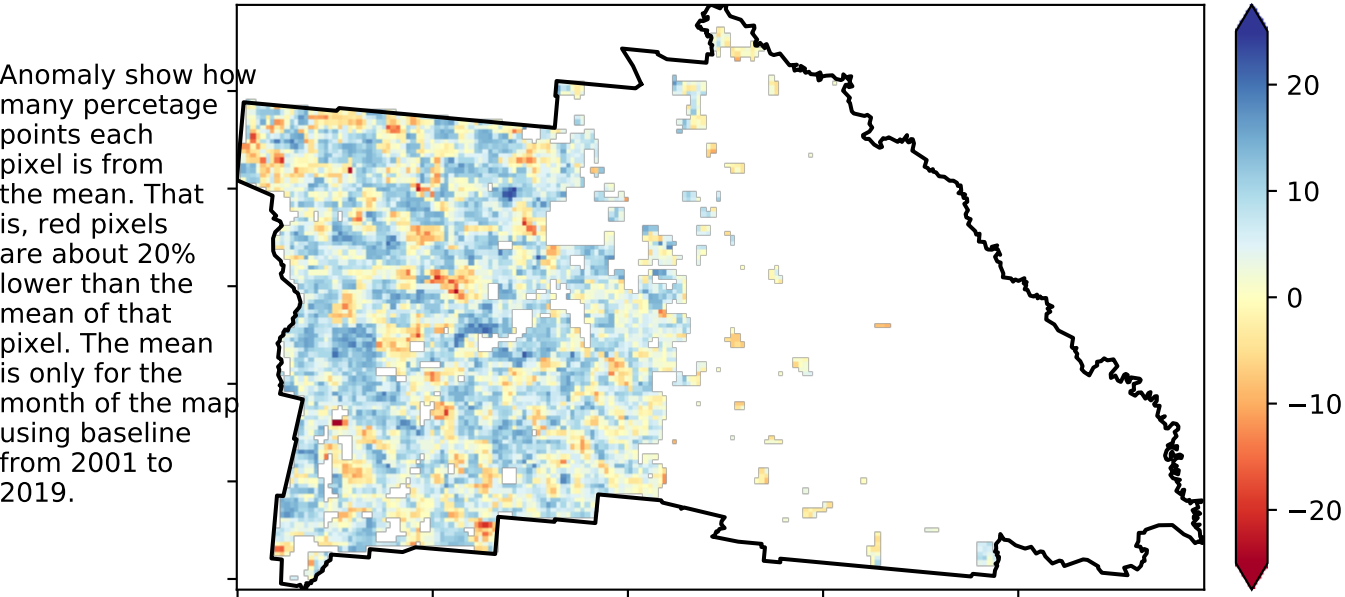 Anomaly show how
many percetage
points each
pixel is from
the mean. That
is, red pixels
are about 20%
lower than the
mean of that
pixel. The mean
is only for the
month of the map
using baseline
from 2001 to
2019.
20
10
0
−10
−20